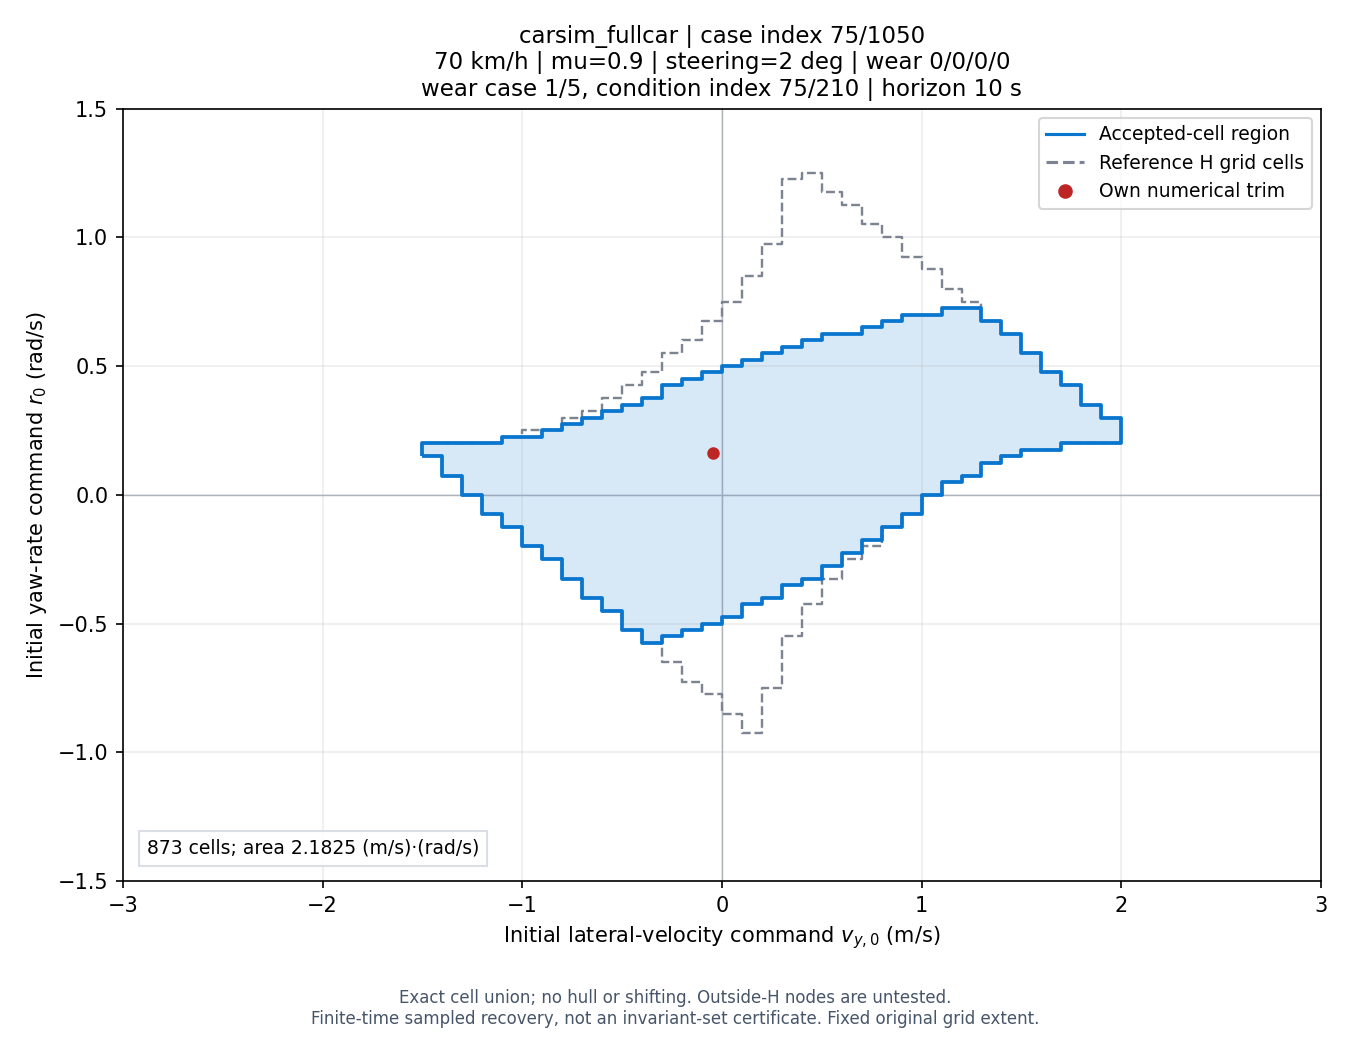 carsim_fullcar | case index 75/1050
70 km/h | mu=0.9 | steering=2 deg | wear 0/0/0/0
wear case 1/5, condition index 75/210 | horizon 10 s
Accepted-cell region
Reference H grid cells
Own numerical trim
1.5
1.0
0.5
0.0
−0.5
−1.0
−1.5
Initial yaw-rate command r₀ (rad/s)
873 cells; area 2.1825 (m/s)·(rad/s)
−3
−2
−1
0
1
2
3
Initial lateral-velocity command v_{y,0} (m/s)
Exact cell union; no hull or shifting. Outside-H nodes are untested.
Finite-time sampled recovery, not an invariant-set certificate. Fixed original grid extent.